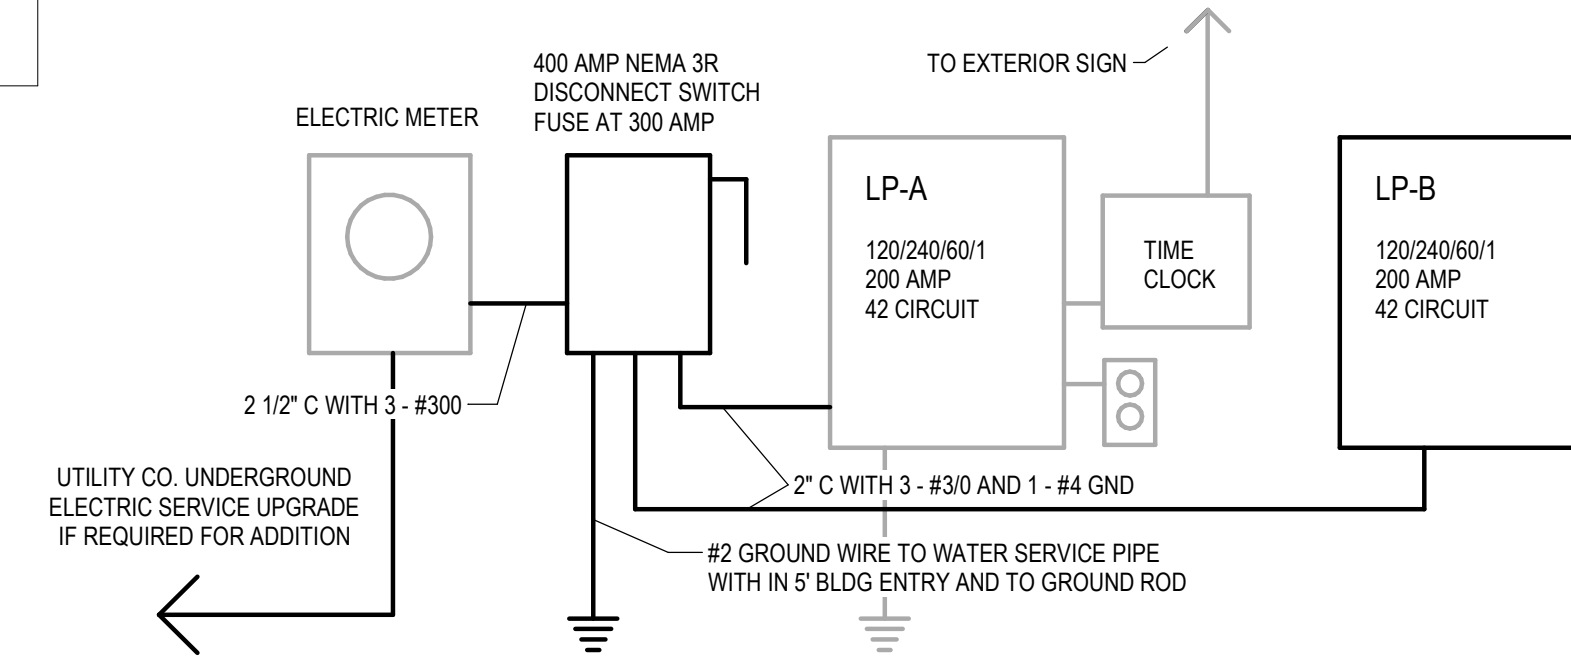 400 AMP NEMA 3R
DISCONNECT SWITCH
FUSE AT 300 AMP
TO EXTERIOR SIGN
ELECTRIC METER
LP-A
120/240/60/1
200 AMP
42 CIRCUIT
TIME
CLOCK
LP-B
120/240/60/1
200 AMP
42 CIRCUIT
2 1/2" C WITH 3 - #300
UTILITY CO. UNDERGROUND
ELECTRIC SERVICE UPGRADE
IF REQUIRED FOR ADDITION
2" C WITH 3 - #3/0 AND 1 - #4 GND
#2 GROUND WIRE TO WATER SERVICE PIPE
WITH IN 5' BLDG ENTRY AND TO GROUND ROD